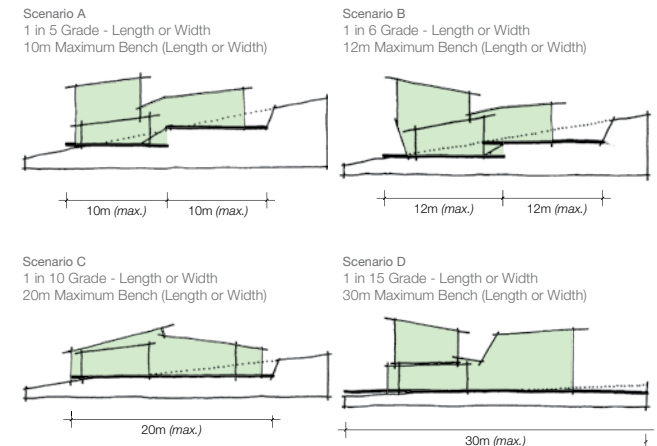 Scenario A
1 in 5 Grade - Length or Width
10m Maximum Bench (Length or Width)
10m (max.)
10m (max.)
Scenario B
1 in 6 Grade - Length or Width
12m Maximum Bench (Length or Width)
12m (max.)
12m (max.)
Scenario C
1 in 10 Grade - Length or Width
20m Maximum Bench (Length or Width)
20m (max.)
Scenario D
1 in 15 Grade - Length or Width
30m Maximum Bench (Length or Width)
30m (max.)